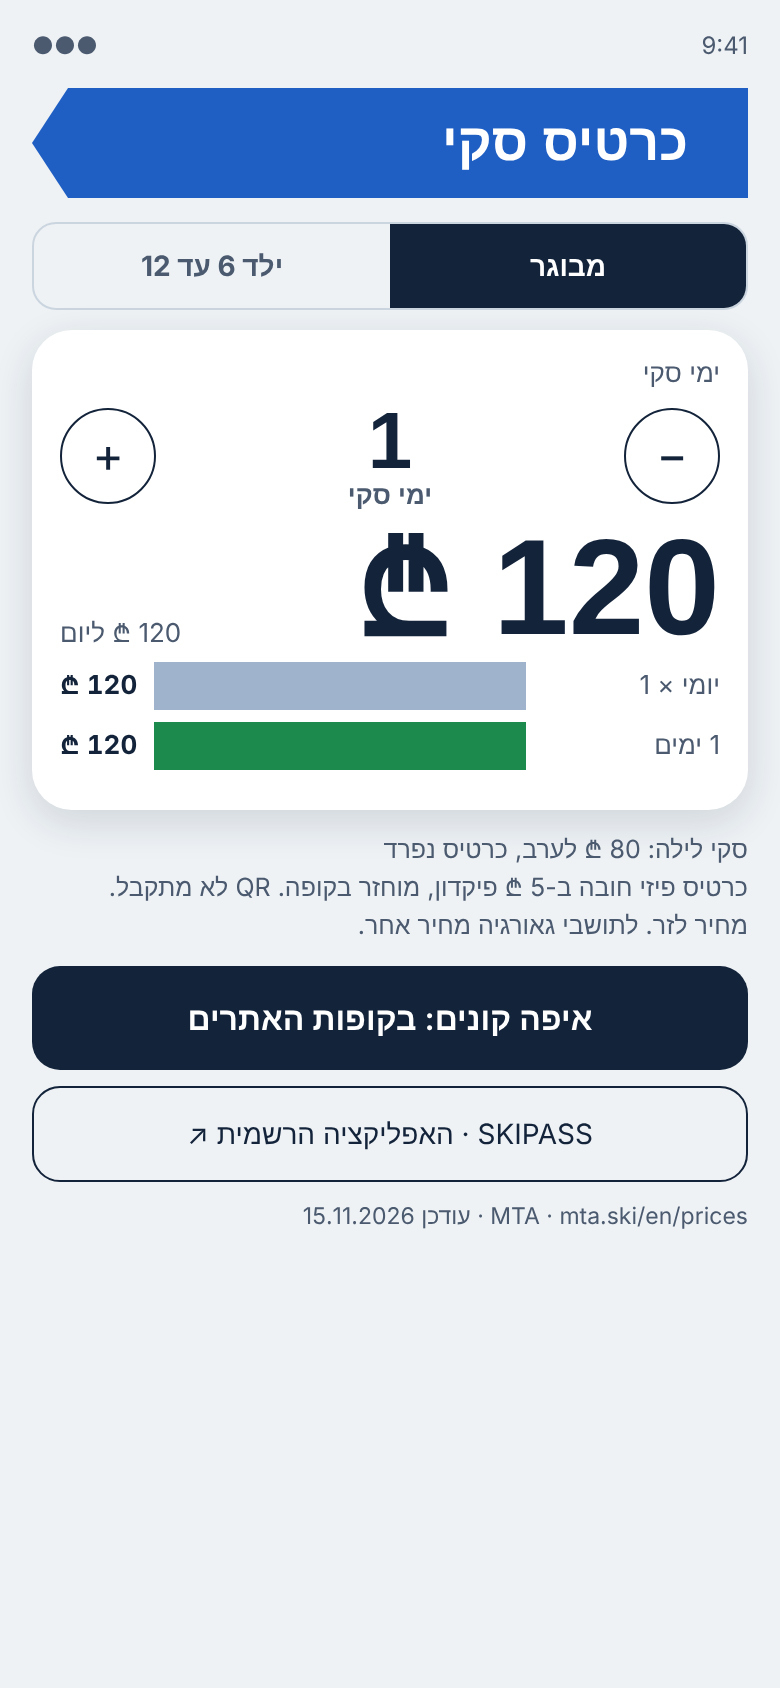 9:41
כרטיס סקי
מבוגר
ילד 6 עד 12
ימי סקי
−
1
+
ימי סקי
120 ₾
120 ₾ ליום
יומי × 1
120 ₾
1 ימים
120 ₾
סקי לילה: 80 ₾ לערב, כרטיס נפרד
כרטיס פיזי חובה ב-5 ₾ פיקדון, מוחזר בקופה. QR לא מתקבל.
מחיר לזר. לתושבי גאורגיה מחיר אחר.
איפה קונים: בקופות האתרים
SKIPASS · האפליקציה הרשמית ↗
MTA · mta.ski/en/prices · עודכן 15.11.2026